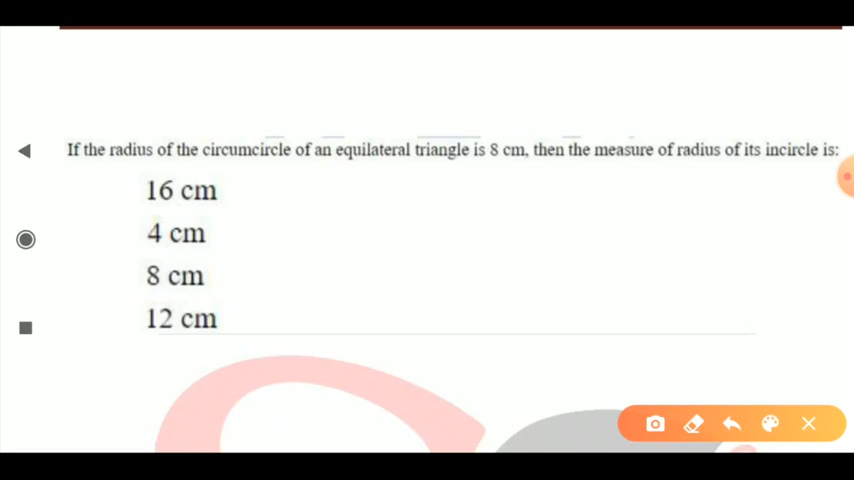 If the radius of the circumcircle of an equilateral triangle is 8 cm, then the measure of radius of its incircle is:
16 cm
4 cm
8 cm
12 cm